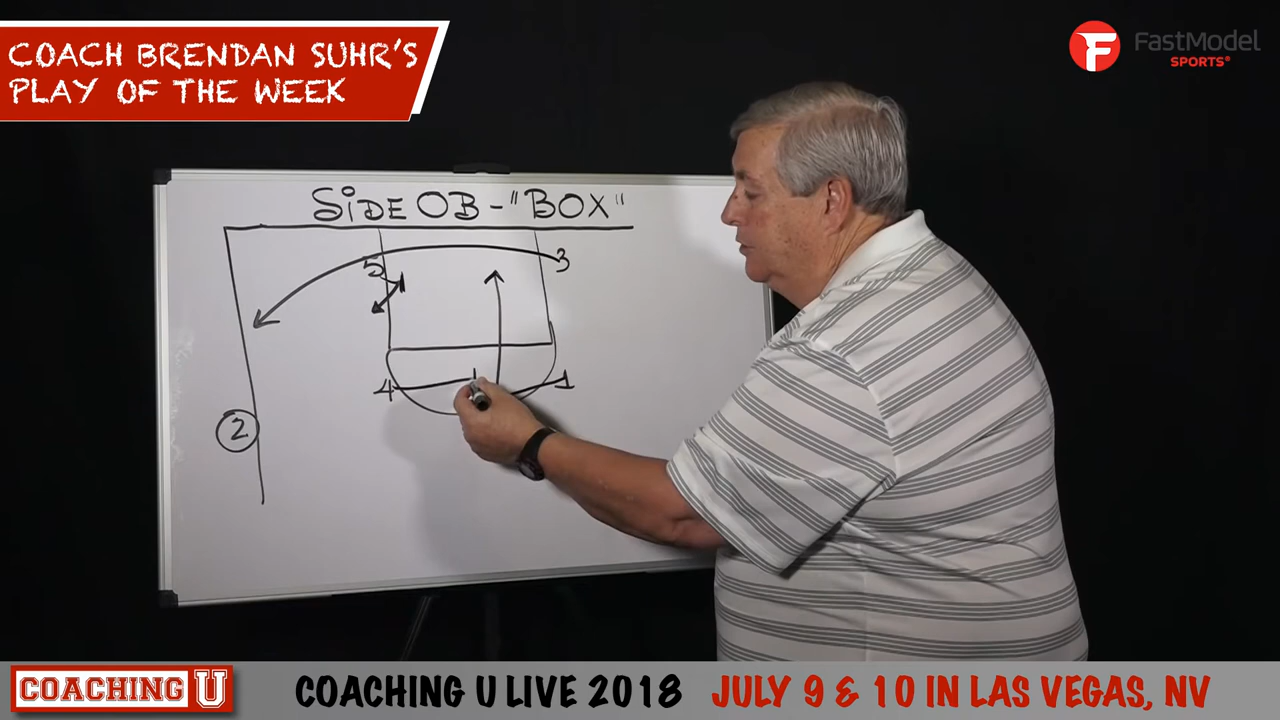 COACH BRENDAN SUHR'S
PLAY OF THE WEEK
F FastModel
SPORTS®
SIDE OB - "BOX"
5
3
4
1
2
COACHING U
COACHING U LIVE 2018 JULY 9 & 10 IN LAS VEGAS, NV